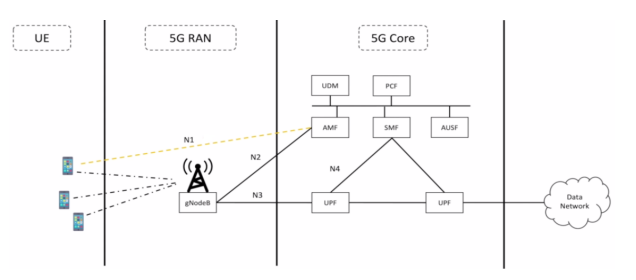 UE
5G RAN
5G Core
UDM
PCF
N1
AMF
SMF
AUSF
N2
N4
N3
gNodeB
UPF
UPF
Data
Network